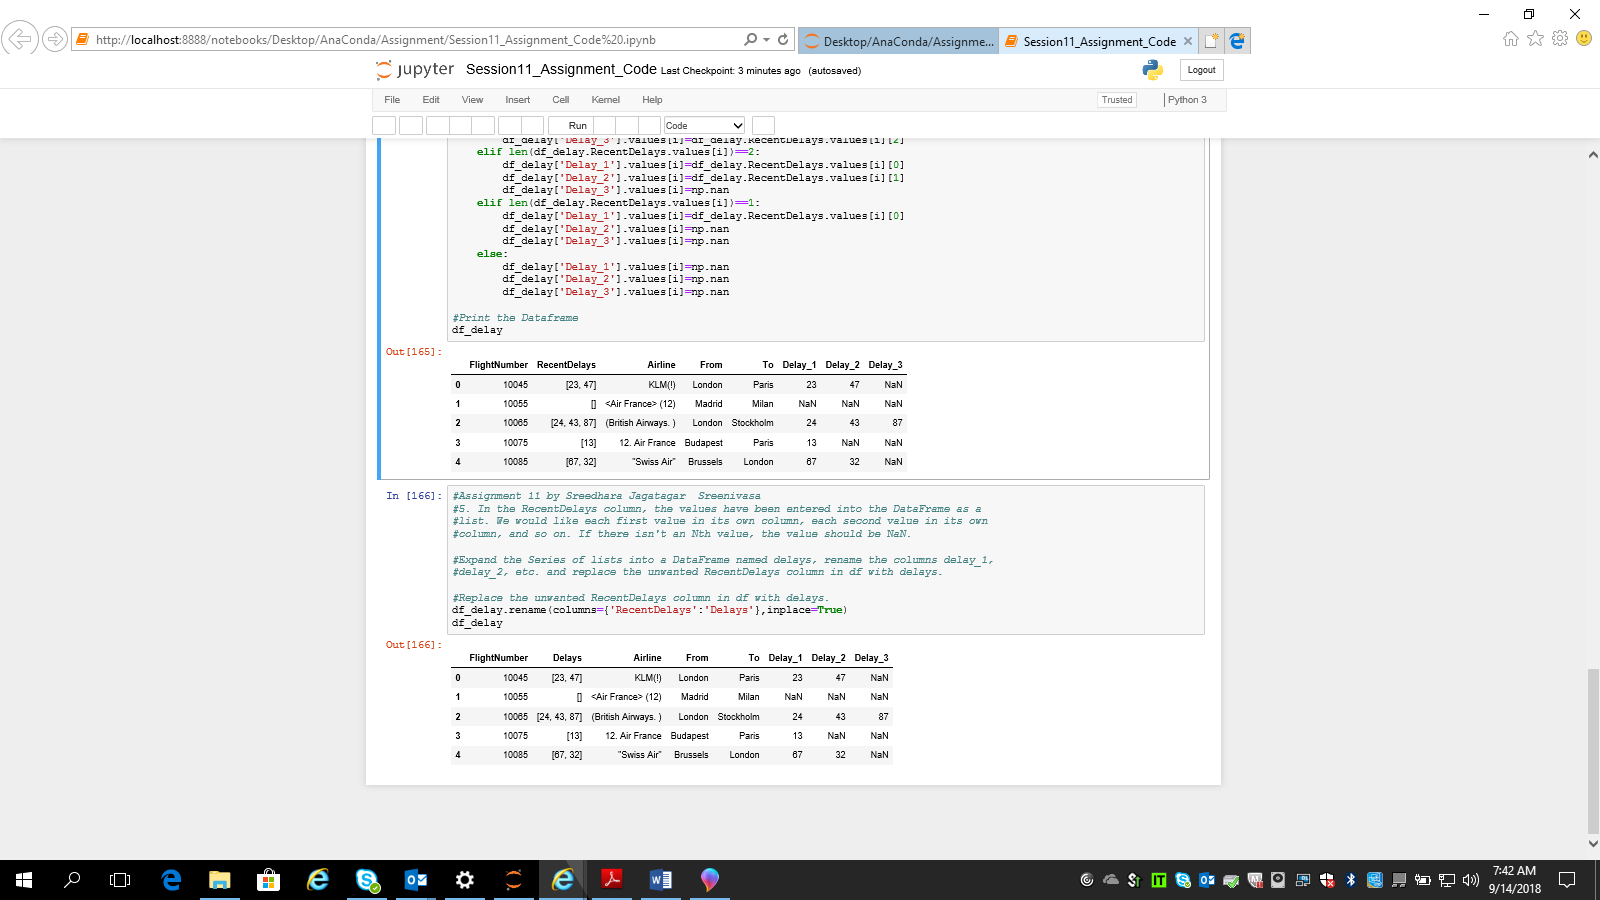 http://localhost:8888/notebooks/Desktop/AnaConda/Assignment/Session11_Assignment_Code%20.ipynb
Desktop/AnaConda/Assignme...
Session11_Assignment_Code
jupyter Session11_Assignment_Code Last Checkpoint: 3 minutes ago (autosaved)
Logout
File Edit View Insert Cell Kernel Help
Trusted Python 3
Run Code
df_delay['Delay_3'].values[i]=df_delay.RecentDelays.values[i][2]
elif len(df_delay.RecentDelays.values[i])==2:
df_delay['Delay_1'].values[i]=df_delay.RecentDelays.values[i][0]
df_delay['Delay_2'].values[i]=df_delay.RecentDelays.values[i][1]
df_delay['Delay_3'].values[i]=np.nan
elif len(df_delay.RecentDelays.values[i])==1:
df_delay['Delay_1'].values[i]=df_delay.RecentDelays.values[i][0]
df_delay['Delay_2'].values[i]=np.nan
df_delay['Delay_3'].values[i]=np.nan
else:
df_delay['Delay_1'].values[i]=np.nan
df_delay['Delay_2'].values[i]=np.nan
df_delay['Delay_3'].values[i]=np.nan
#Print the Dataframe
df_delay
Out[165]:
FlightNumber RecentDelays Airline From To Delay_1 Delay_2 Delay_3
0 10045 [23, 47] KLM(!) London Paris 23 47 NaN
1 10055 [] <Air France> (12) Madrid Milan NaN NaN NaN
2 10065 [24, 43, 87] (British Airways. ) London Stockholm 24 43 87
3 10075 [13] 12. Air France Budapest Paris 13 NaN NaN
4 10085 [67, 32] "Swiss Air" Brussels London 67 32 NaN
In [166]:
#Assignment 11 by Sreedhara Jagatagar  Sreenivasa
#5. In the RecentDelays column, the values have been entered into the DataFrame as a
#list. We would like each first value in its own column, each second value in its own
#column, and so on. If there isn't an Nth value, the value should be NaN.
#Expand the Series of lists into a DataFrame named delays, rename the columns delay_1,
#delay_2, etc. and replace the unwanted RecentDelays column in df with delays.
#Replace the unwanted RecentDelays column in df with delays.
df_delay.rename(columns={'RecentDelays':'Delays'},inplace=True)
df_delay
Out[166]:
FlightNumber Delays Airline From To Delay_1 Delay_2 Delay_3
0 10045 [23, 47] KLM(!) London Paris 23 47 NaN
1 10055 [] <Air France> (12) Madrid Milan NaN NaN NaN
2 10065 [24, 43, 87] (British Airways. ) London Stockholm 24 43 87
3 10075 [13] 12. Air France Budapest Paris 13 NaN NaN
4 10085 [67, 32] "Swiss Air" Brussels London 67 32 NaN
7:42 AM
9/14/2018